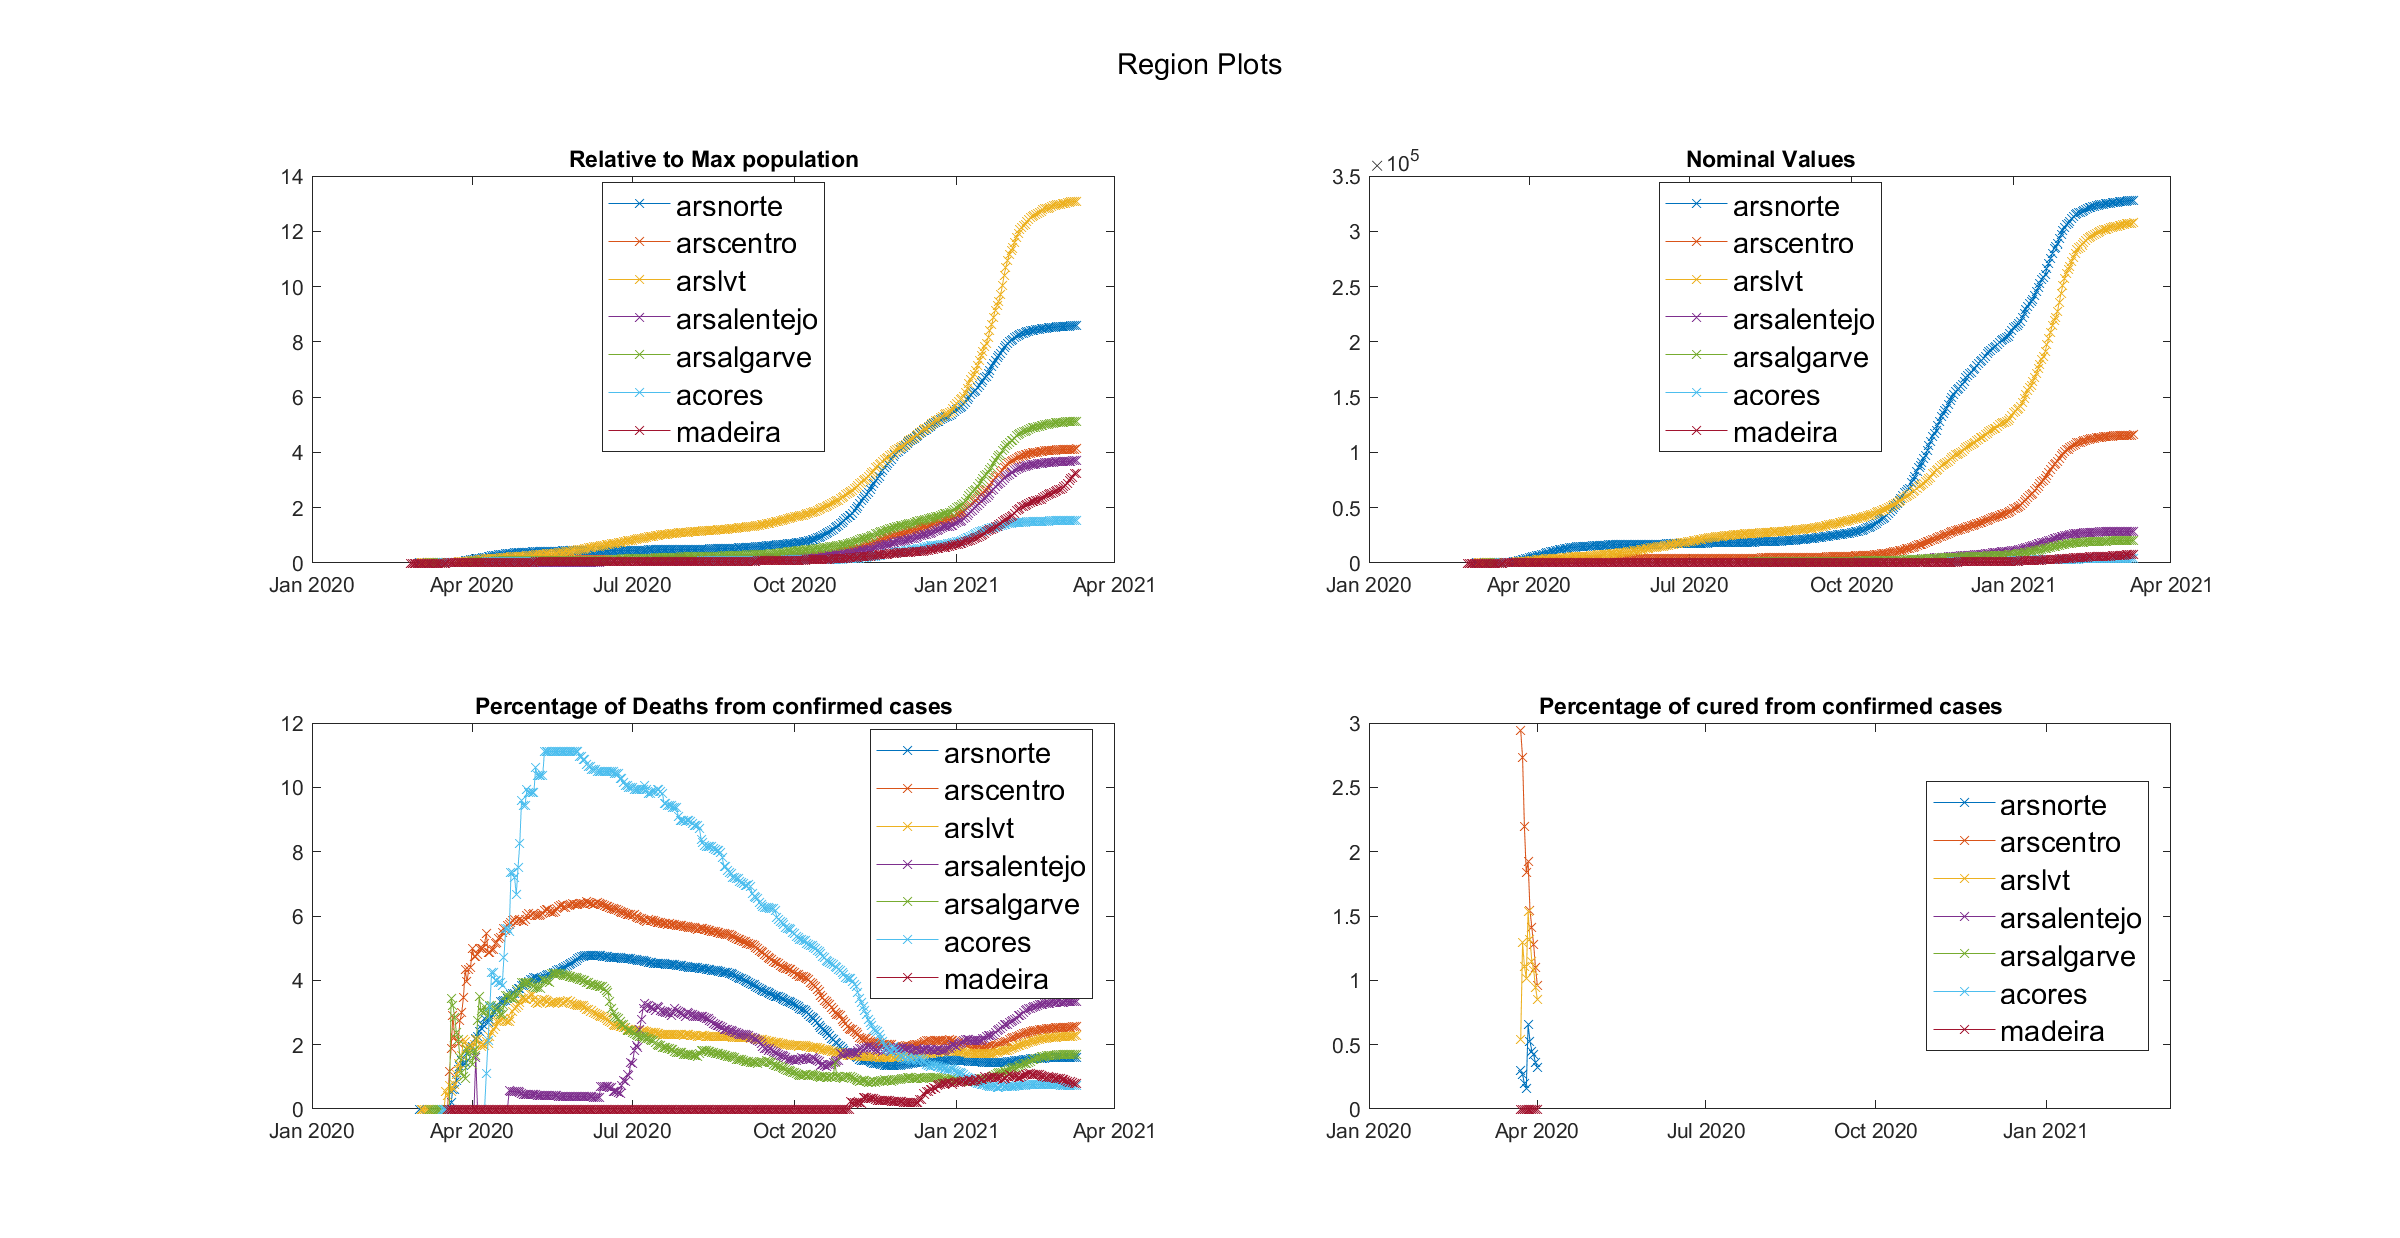 Region Plots
Relative to Max population
14
12
10
8
6
4
2
0
Jan 2020 Apr 2020 Jul 2020 Oct 2020 Jan 2021 Apr 2021
arsnorte
arscentro
arslvt
arsalentejo
arsalgarve
acores
madeira
Nominal Values
×10^5
3.5
3
2.5
2
1.5
1
0.5
0
Jan 2020 Apr 2020 Jul 2020 Oct 2020 Jan 2021 Apr 2021
arsnorte
arscentro
arslvt
arsalentejo
arsalgarve
acores
madeira
Percentage of Deaths from confirmed cases
12
10
8
6
4
2
0
Jan 2020 Apr 2020 Jul 2020 Oct 2020 Jan 2021 Apr 2021
arsnorte
arscentro
arslvt
arsalentejo
arsalgarve
acores
madeira
Percentage of cured from confirmed cases
3
2.5
2
1.5
1
0.5
0
Jan 2020 Apr 2020 Jul 2020 Oct 2020 Jan 2021
arsnorte
arscentro
arslvt
arsalentejo
arsalgarve
acores
madeira